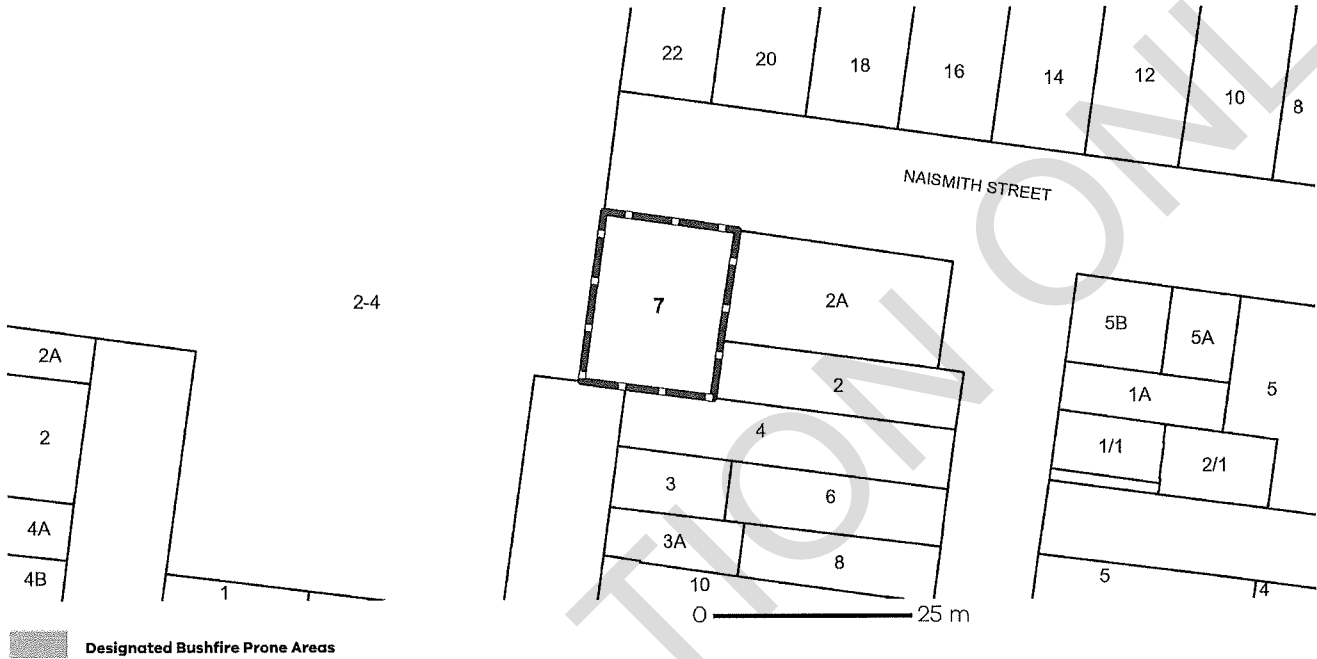 22 20 18 16 14 12 10 8
NAISMITH STREET
2-4
7
2A
5B
5A
5
2A
2
1A
2
4
1/1
2/1
3
6
4A
3A
8
4B
1
10
5
4
0 25 m
Designated Bushfire Prone Areas
TION ONL